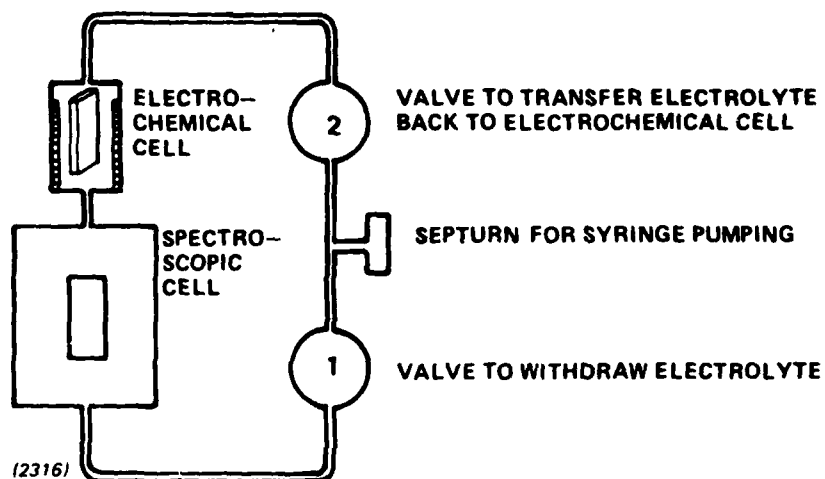 ELECTRO-
CHEMICAL
CELL
2
VALVE TO TRANSFER ELECTROLYTE
BACK TO ELECTROCHEMICAL CELL
SPECTRO-
SCOPIC
CELL
SEPTURN FOR SYRINGE PUMPING
1
VALVE TO WITHDRAW ELECTROLYTE
(2316)